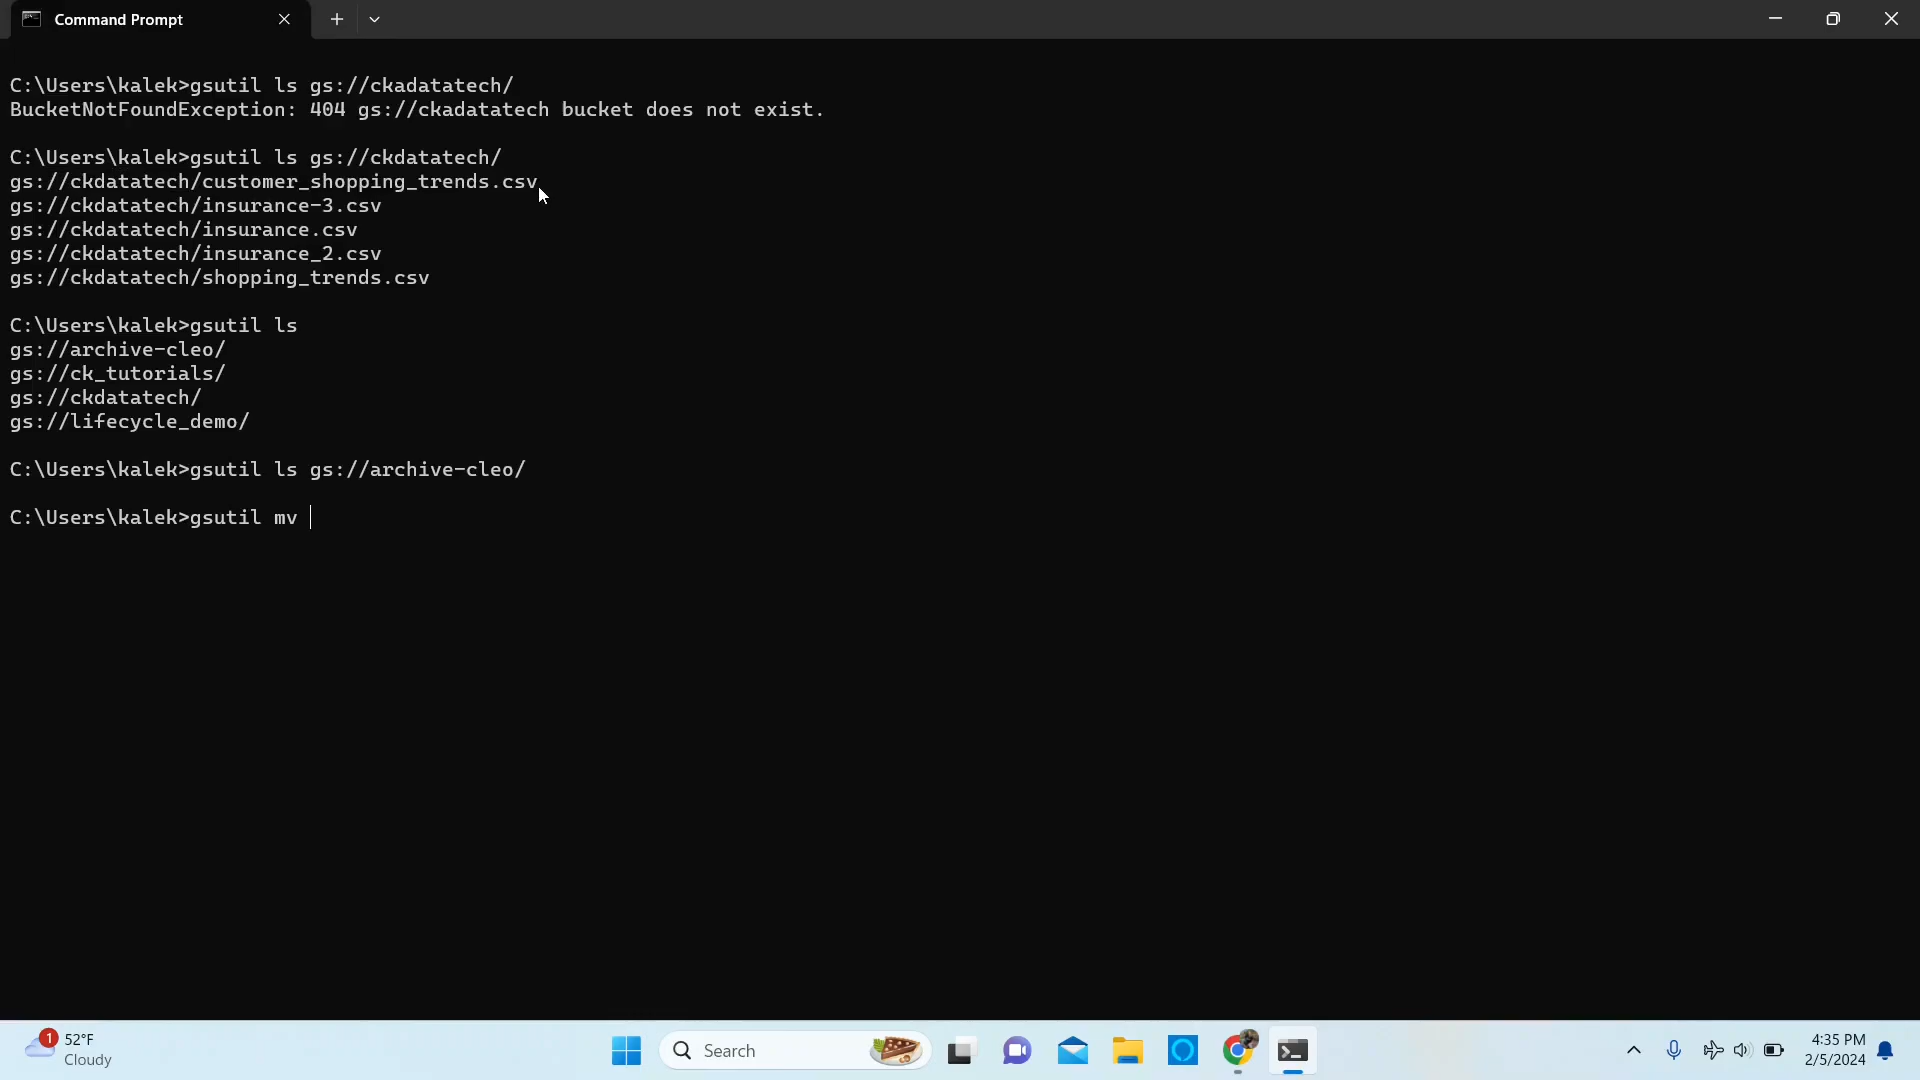 Command Prompt
C:\Users\kalek>gsutil ls gs://ckadatatech/
BucketNotFoundException: 404 gs://ckadatatech bucket does not exist.
C:\Users\kalek>gsutil ls gs://ckdatatech/
gs://ckdatatech/customer_shopping_trends.csv
gs://ckdatatech/insurance-3.csv
gs://ckdatatech/insurance.csv
gs://ckdatatech/insurance_2.csv
gs://ckdatatech/shopping_trends.csv
C:\Users\kalek>gsutil ls
gs://archive-cleo/
gs://ck_tutorials/
gs://ckdatatech/
gs://lifecycle_demo/
C:\Users\kalek>gsutil ls gs://archive-cleo/
C:\Users\kalek>gsutil mv
1
52°F
Cloudy
Search
4:35 PM
2/5/2024